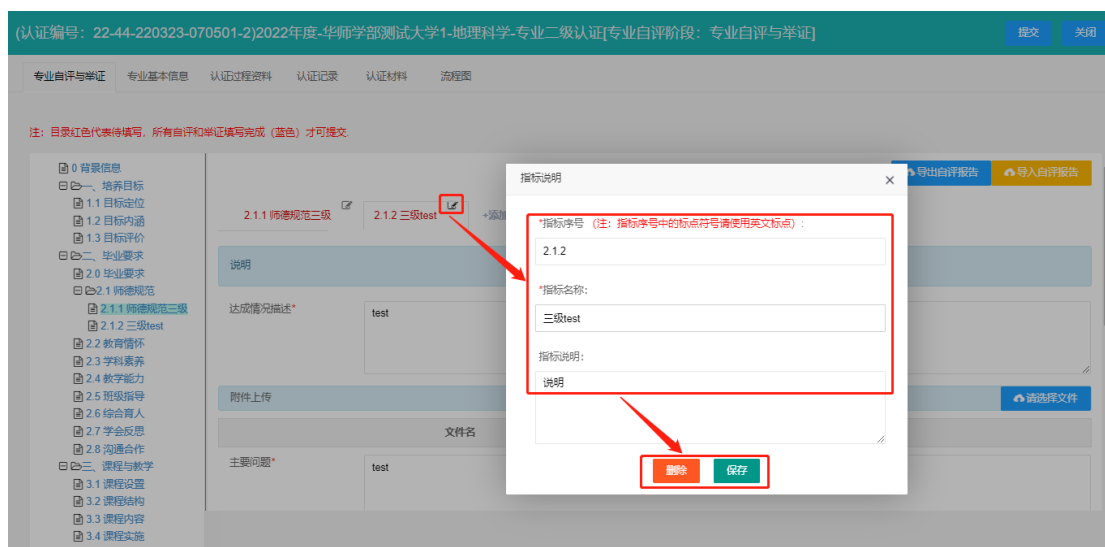 (认证编号：22-44-220323-070501-2)2022年度-华师学部测试大学1-地理科学-专业二级认证[专业自评阶段：专业自评与举证]
提交
关闭
专业自评与举证
专业基本信息
认证过程资料
认证记录
认证材料
流程图
注：目录红色代表待填写，所有自评和举证填写完成（蓝色）才可提交
0 背景信息
一、培养目标
1.1 目标定位
1.2 目标内涵
1.3 目标评价
二、毕业要求
2.0 毕业要求
2.1 师德规范
2.1.1 师德规范三级
2.1.2 三级test
2.2 教育情怀
2.3 学科素养
2.4 教学能力
2.5 班级指导
2.6 综合育人
2.7 学会反思
2.8 沟通合作
三、课程与教学
3.1 课程设置
3.2 课程结构
3.3 课程内容
3.4 课程实施
导出自评报告
导入自评报告
2.1.1 师德规范三级
2.1.2 三级test
+添加
说明
达成情况描述*
test
附件上传
请选择文件
文件名
主要问题*
test
指标说明
×
*指标序号（注：指标序号中的标点符号请使用英文标点）:
2.1.2
*指标名称:
三级test
指标说明:
说明
删除
保存